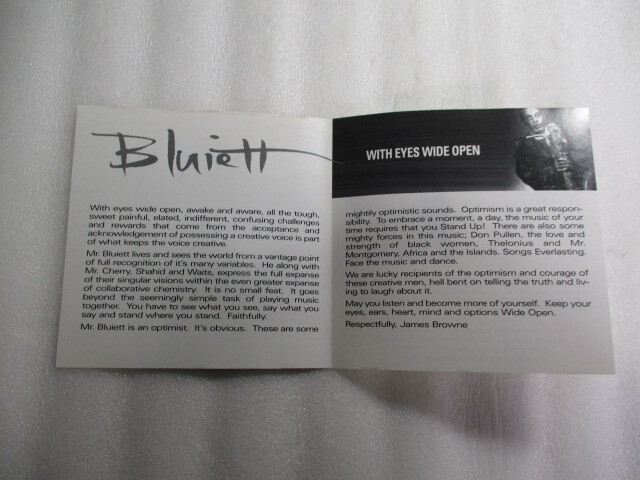 Bluiett
With eyes wide open, awake and aware, all the tough,
sweet painful, elated, indifferent, confusing challenges
and rewards that come from the acceptance and
acknowledgement of possessing a creative voice is part
of what keeps the voice creative.
Mr. Bluiett lives and sees the world from a vantage point
of full recognition of it's many variables. He along with
Mr. Cherry, Shahid and Waits, express the full expanse
of their singular visions within the even greater expanse
of collaborative chemistry. It is no small feat. It goes
beyond the seemingly simple task of playing music
together. You have to see what you see, say what you
say and stand where you stand. Faithfully.
Mr. Bluiett is an optimist. It's obvious. These are some
WITH EYES WIDE OPEN
mightily optimistic sounds. Optimism is a great respon-
sibility. To embrace a moment, a day, the music of your
time requires that you Stand Up! There are also some
mighty forces in this music; Don Pullen, the love and
strength of black women, Thelonius and Mr.
Montgomery, Africa and the Islands. Songs Everlasting.
Face the music and dance.
We are lucky recipients of the optimism and courage of
these creative men, hell bent on telling the truth and liv-
ing to laugh about it.
May you listen and become more of yourself. Keep your
eyes, ears, heart, mind and options Wide Open.
Respectfully, James Browne